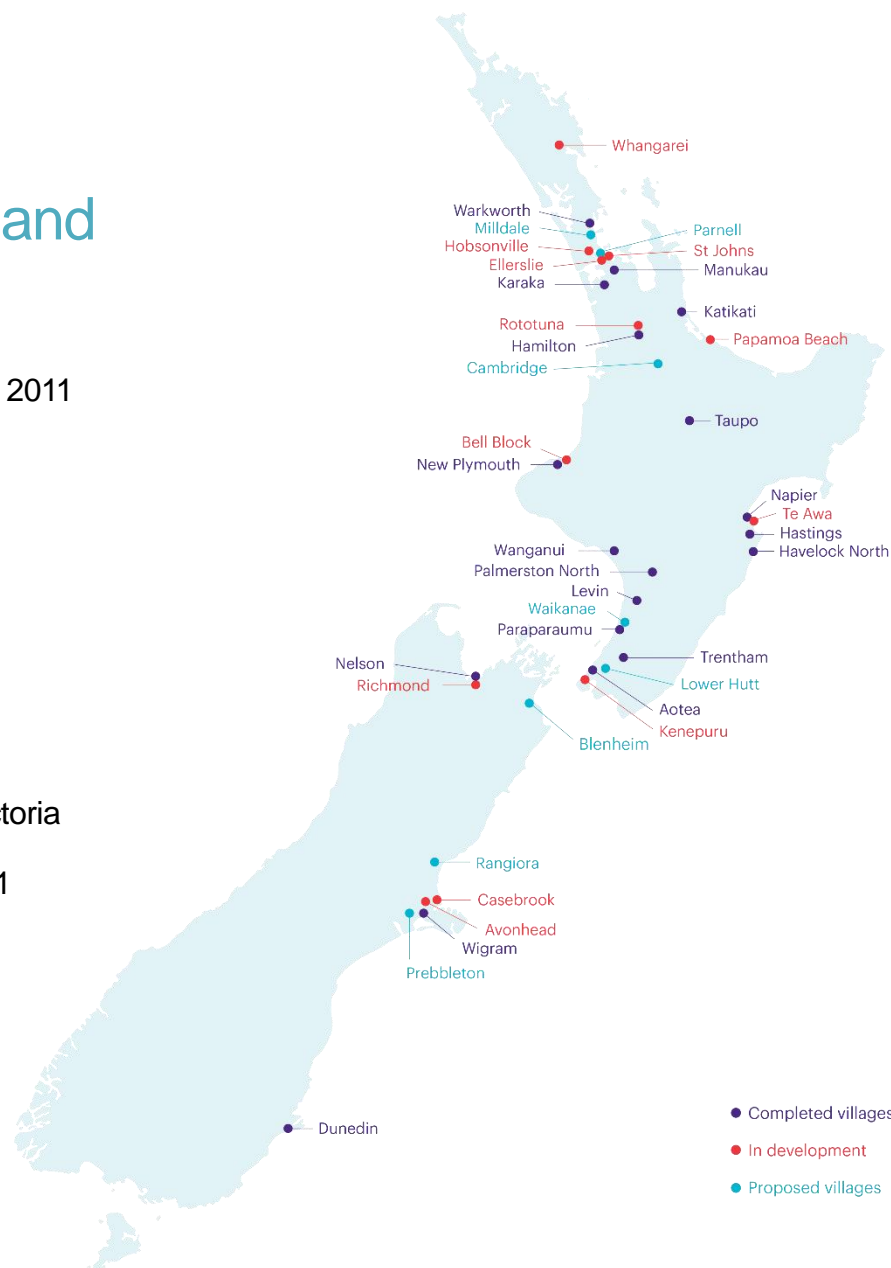 and
2011
Whangarei
Warkworth
Milldale
Parnell
Hobsonville
St Johns
Ellerslie
Manukau
Karaka
Katikati
Rototuna
Papamoa Beach
Hamilton
Cambridge
Taupo
Bell Block
New Plymouth
Napier
Te Awa
Hastings
Wanganui
Havelock North
Palmerston North
Levin
Waikanae
Paraparaumu
Trentham
Nelson
Lower Hutt
Richmond
Aotea
Kenepuru
Blenheim
toria
1
Rangiora
Casebrook
Avonhead
Wigram
Prebbleton
Completed villages
Dunedin
In development
Proposed villages